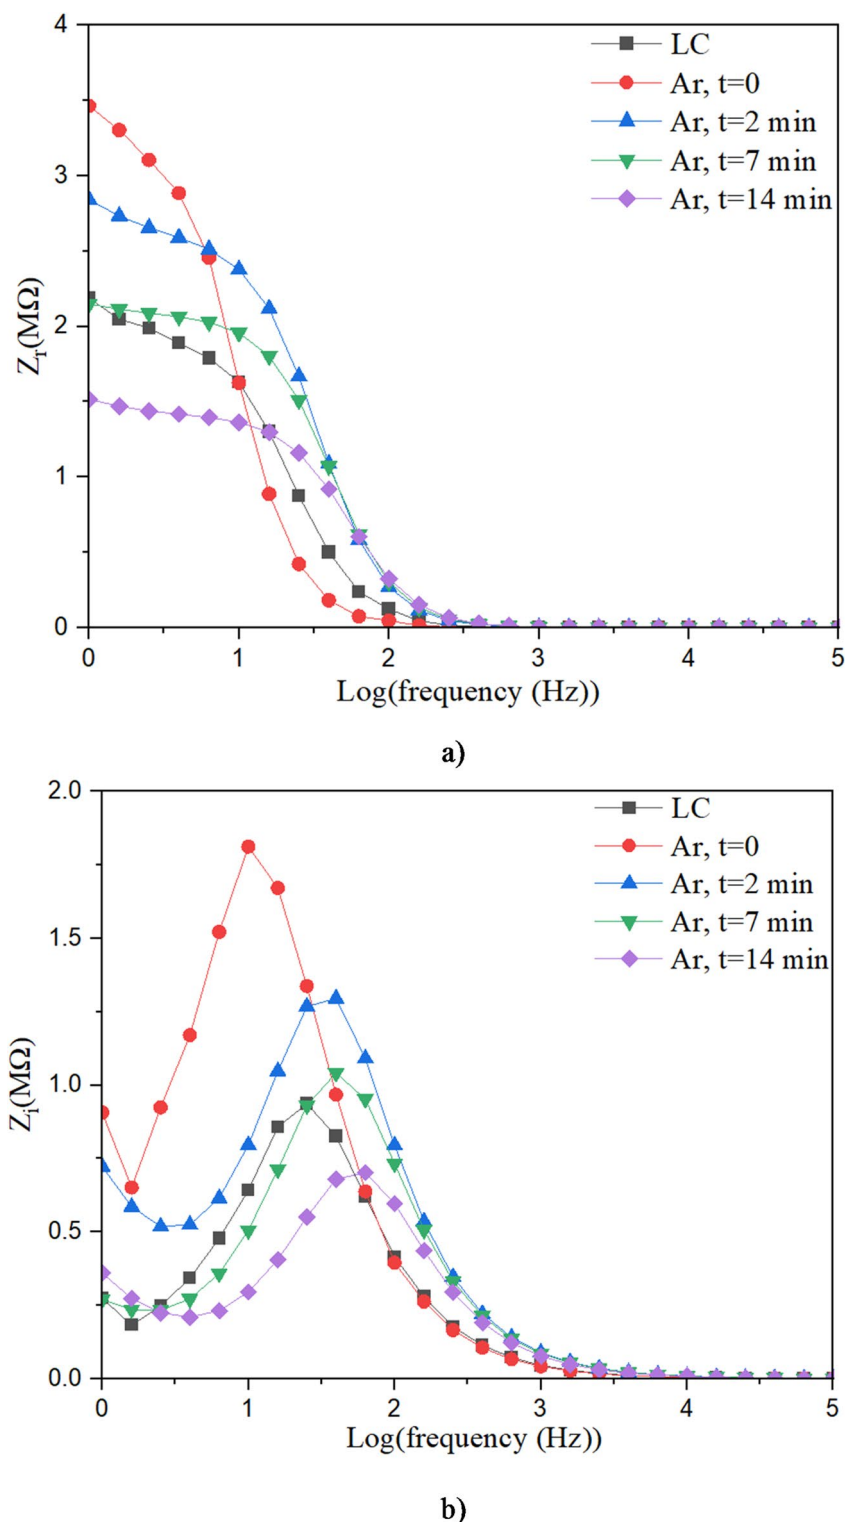 4
3
2
1
0
Zr(MΩ)
LC
Ar, t=0
Ar, t=2 min
Ar, t=7 min
Ar, t=14 min
0 1 2 3 4 5
Log(frequency (Hz))
a)
2.0
1.5
1.0
0.5
0.0
Zi(MΩ)
LC
Ar, t=0
Ar, t=2 min
Ar, t=7 min
Ar, t=14 min
0 1 2 3 4 5
Log(frequency (Hz))
b)